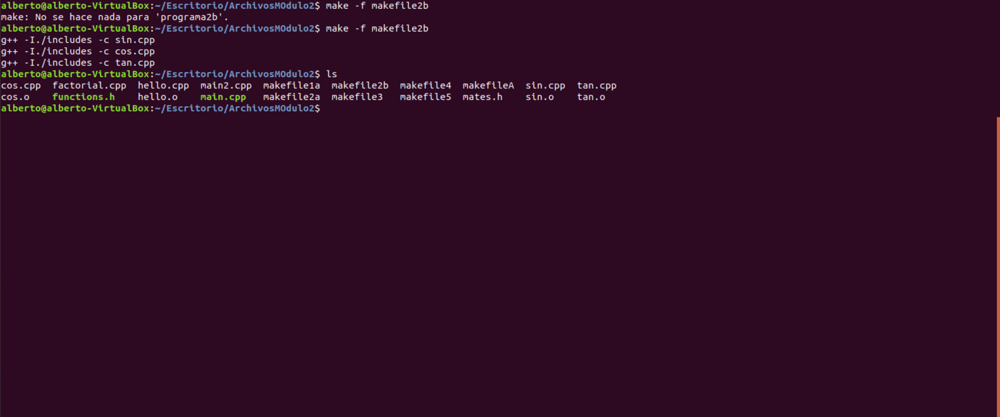 alberto@alberto-VirtualBox:~/Escritorio/ArchivosMOdulo2$ make -f makefile2b
make: No se hace nada para 'programa2b'.
alberto@alberto-VirtualBox:~/Escritorio/ArchivosMOdulo2$ make -f makefile2b
g++ -I./includes -c sin.cpp
g++ -I./includes -c cos.cpp
g++ -I./includes -c tan.cpp
alberto@alberto-VirtualBox:~/Escritorio/ArchivosMOdulo2$ ls
cos.cpp  factorial.cpp  hello.cpp  main2.cpp  makefile1a  makefile2b  makefile4  makefileA  sin.cpp  tan.cpp
cos.o    functions.h    hello.o    main.cpp   makefile2a  makefile3   makefile5  mates.h    sin.o    tan.o
alberto@alberto-VirtualBox:~/Escritorio/ArchivosMOdulo2$